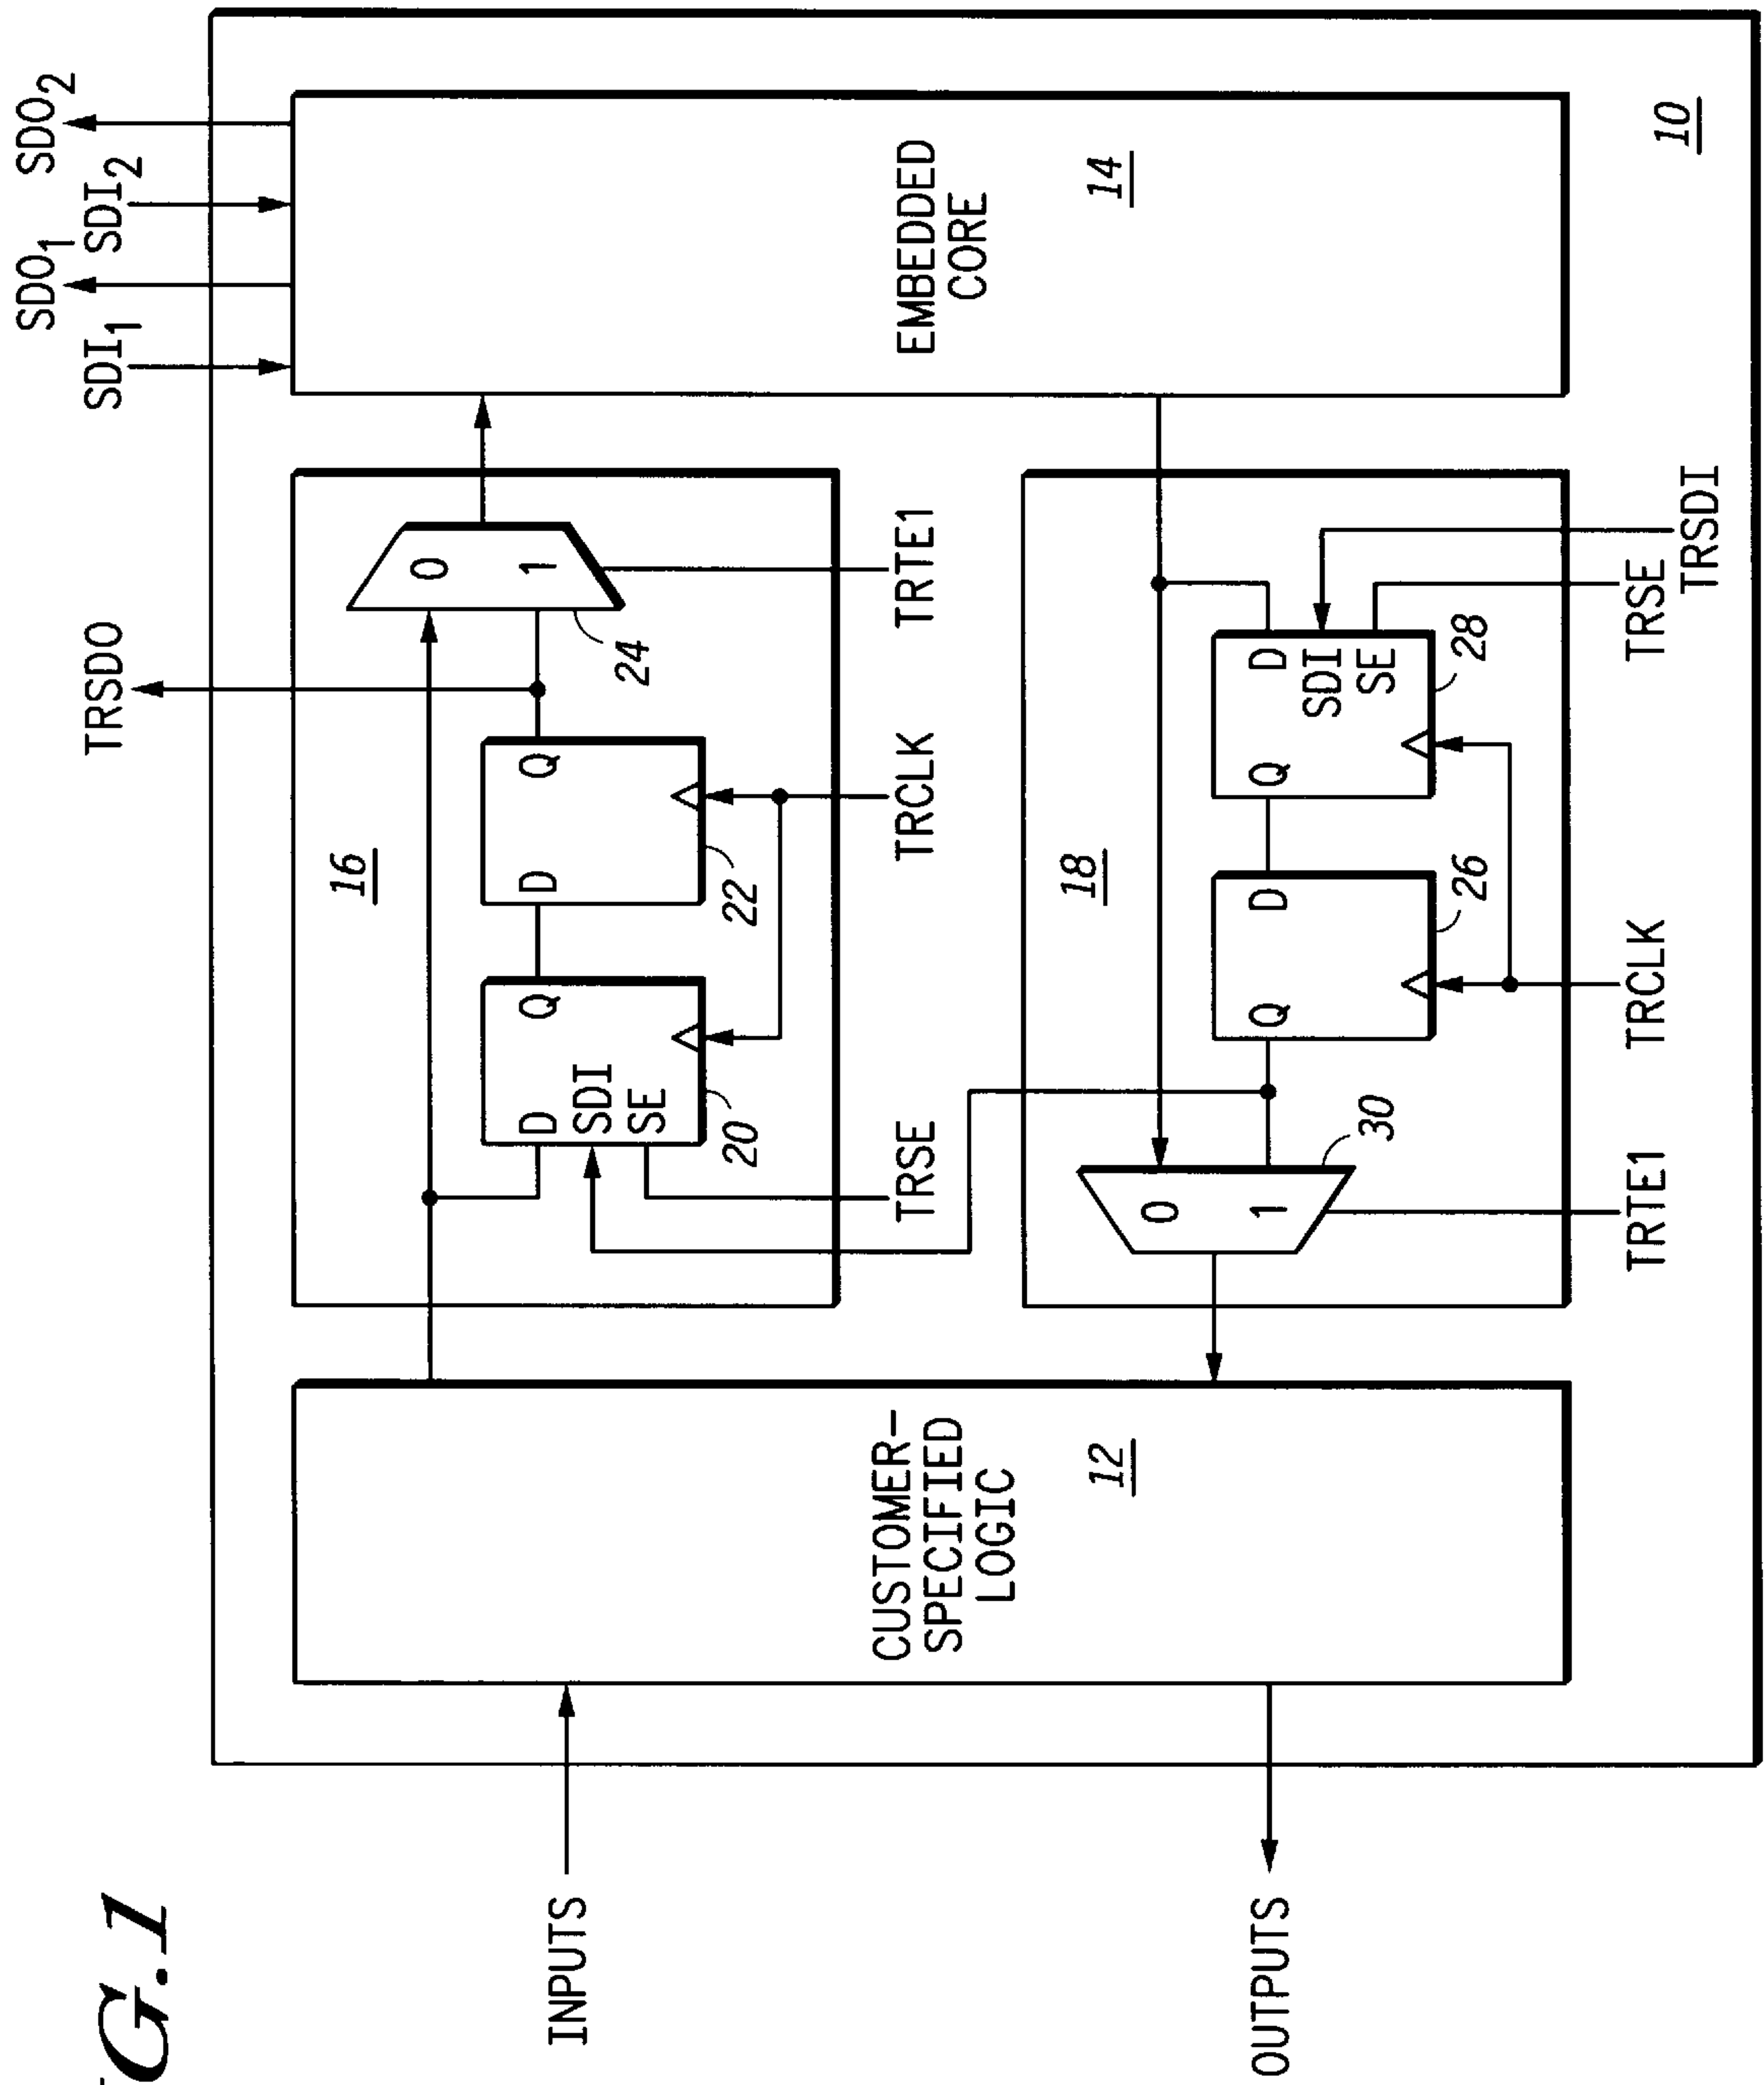 SDI1
SDO1
SDI2
SDO2
TRSDO
EMBEDDED
CORE
14
10
16
D
SDI
SE
Q
20
D
Q
22
0
1
24
TRSE
TRCLK
TRTE1
18
0
1
30
Q
D
26
Q
D
SDI
SE
28
TRTE1
TRCLK
TRSE
TRSDI
CUSTOMER-
SPECIFIED
LOGIC
12
INPUTS
OUTPUTS
G.1